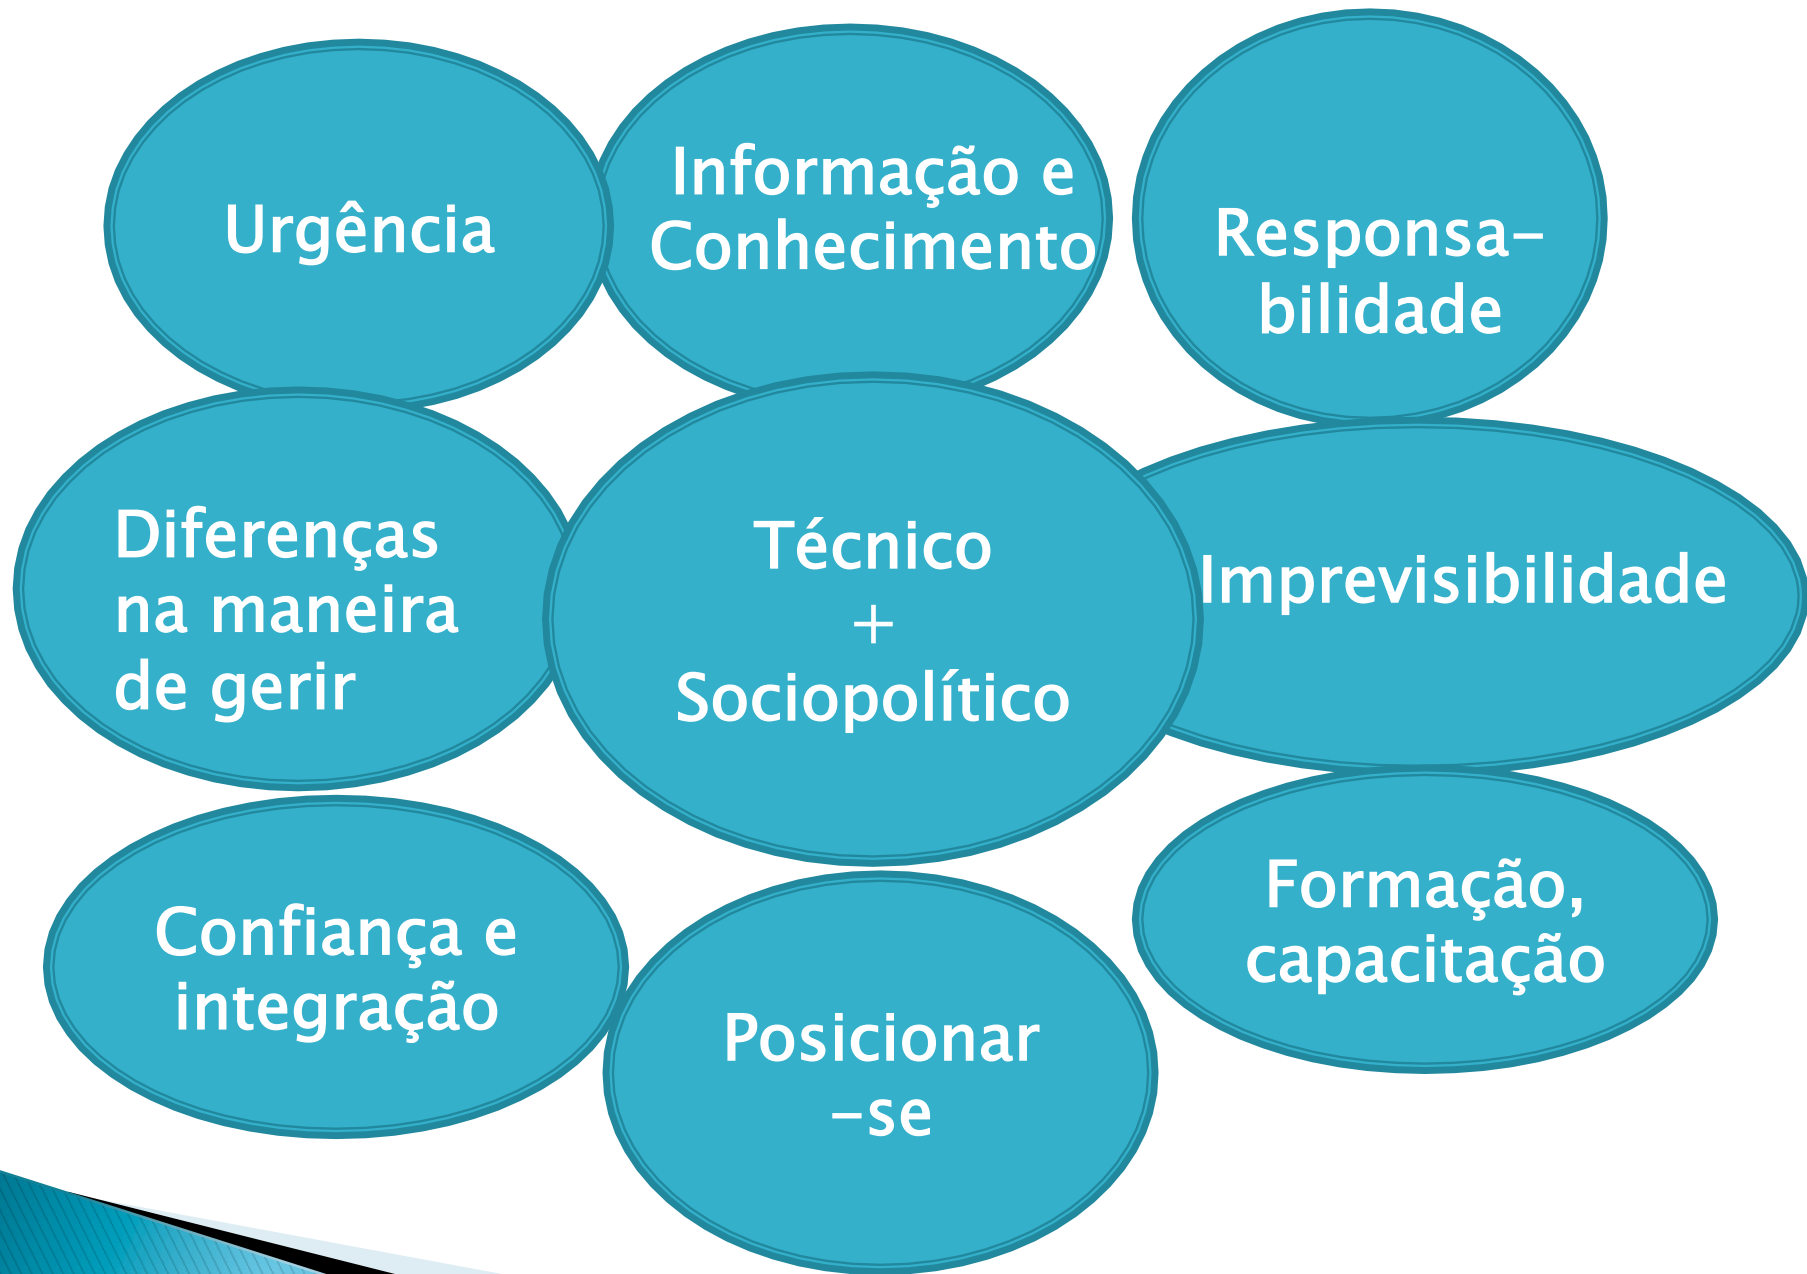 Urgência
Informação e
Conhecimento
Responsa-
bilidade
Diferenças
na maneira
de gerir
Técnico
+
Sociopolítico
Imprevisibilidade
Confiança e
integração
Posicionar
-se
Formação,
capacitação